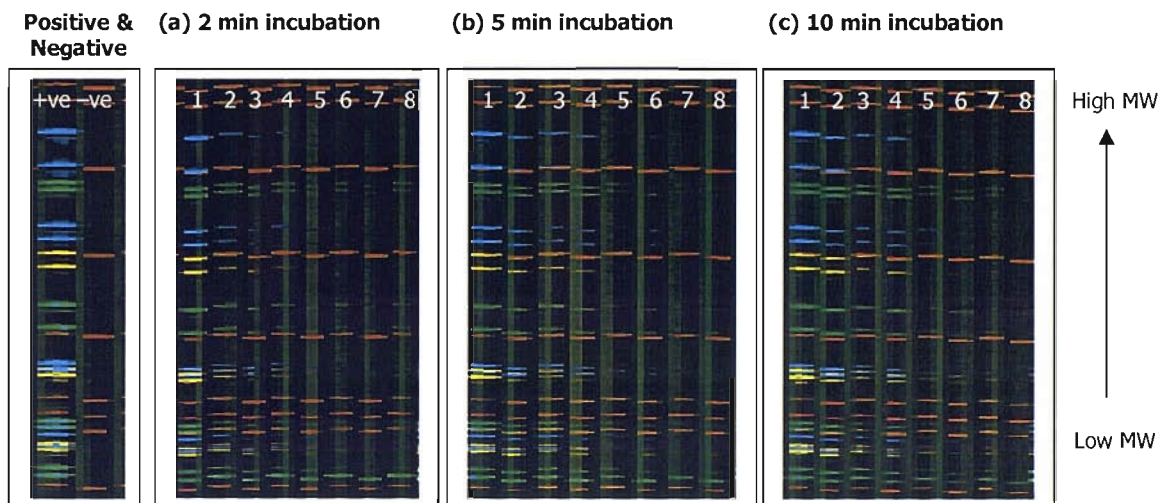 Positive &
Negative
(a) 2 min incubation
(b) 5 min incubation
(c) 10 min incubation
+ve –ve
1 2 3 4 5 6 7 8
1 2 3 4 5 6 7 8
1 2 3 4 5 6 7 8
High MW
Low MW